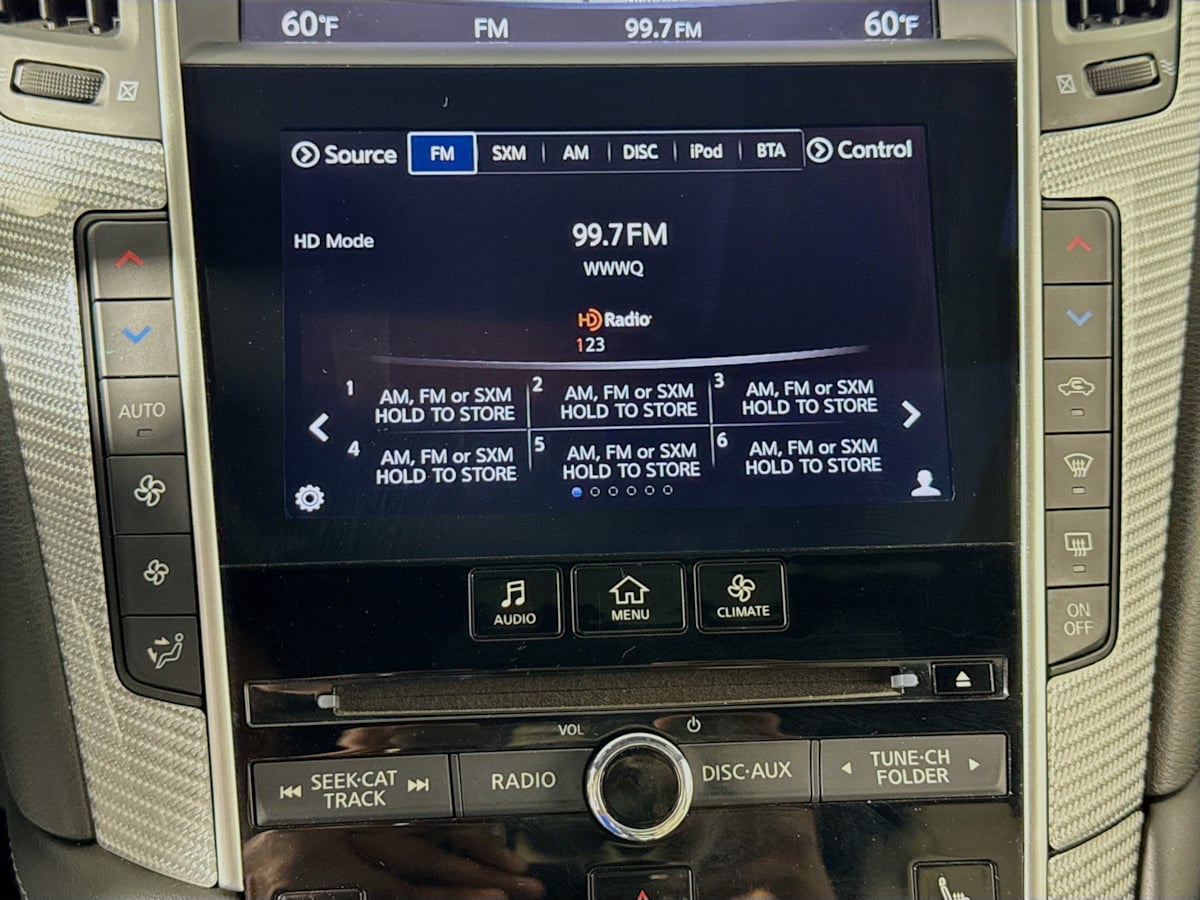 60°F FM 99.7 FM 60°F
Source FM SXM AM DISC iPod BTA Control
HD Mode
99.7 FM
WWWQ
HD Radio
123
1 AM, FM or SXM
HOLD TO STORE
2 AM, FM or SXM
HOLD TO STORE
3 AM, FM or SXM
HOLD TO STORE
4 AM, FM or SXM
HOLD TO STORE
5 AM, FM or SXM
HOLD TO STORE
6 AM, FM or SXM
HOLD TO STORE
AUTO
ON
OFF
AUDIO
MENU
CLIMATE
VOL
SEEK·CAT
TRACK
RADIO
DISC·AUX
TUNE·CH
FOLDER